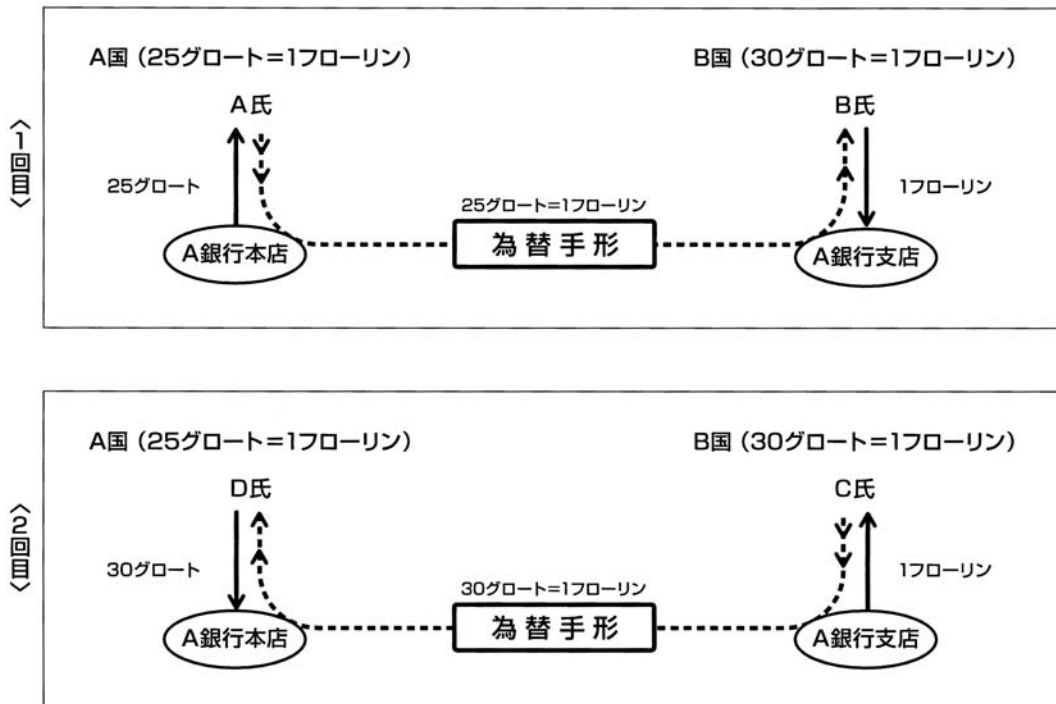 〈1回目〉
A国（25グロート＝1フローリン）
B国（30グロート＝1フローリン）
A氏
B氏
25グロート
25グロート＝1フローリン
1フローリン
A銀行本店
為替手形
A銀行支店
〈2回目〉
A国（25グロート＝1フローリン）
B国（30グロート＝1フローリン）
D氏
C氏
30グロート
30グロート＝1フローリン
1フローリン
A銀行本店
為替手形
A銀行支店